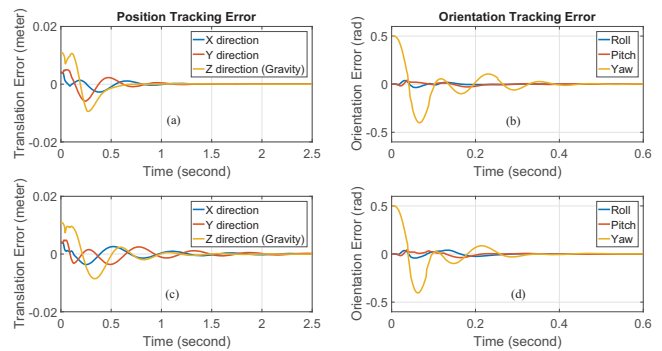 Position Tracking Error
Translation Error (meter)
0.02
0
-0.02
X direction
Y direction
Z direction (Gravity)
(a)
0 0.5 1 1.5 2 2.5
Time (second)
Orientation Tracking Error
Orientation Error (rad)
0.5
0
-0.5
Roll
Pitch
Yaw
(b)
0 0.2 0.4 0.6
Time (second)
Translation Error (meter)
0.02
0
-0.02
X direction
Y direction
Z direction (Gravity)
(c)
0 0.5 1 1.5 2 2.5
Time (second)
Orientation Error (rad)
0.5
0
-0.5
Roll
Pitch
Yaw
(d)
0 0.2 0.4 0.6
Time (second)